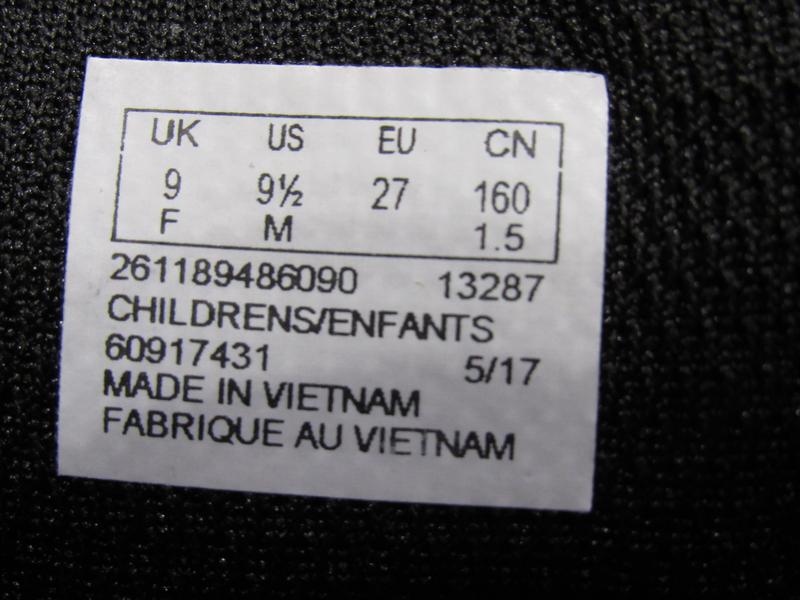 UK US EU CN
9 9½ 27 160
F M 1.5
261189486090 13287
CHILDRENS/ENFANTS
60917431 5/17
MADE IN VIETNAM
FABRIQUE AU VIETNAM